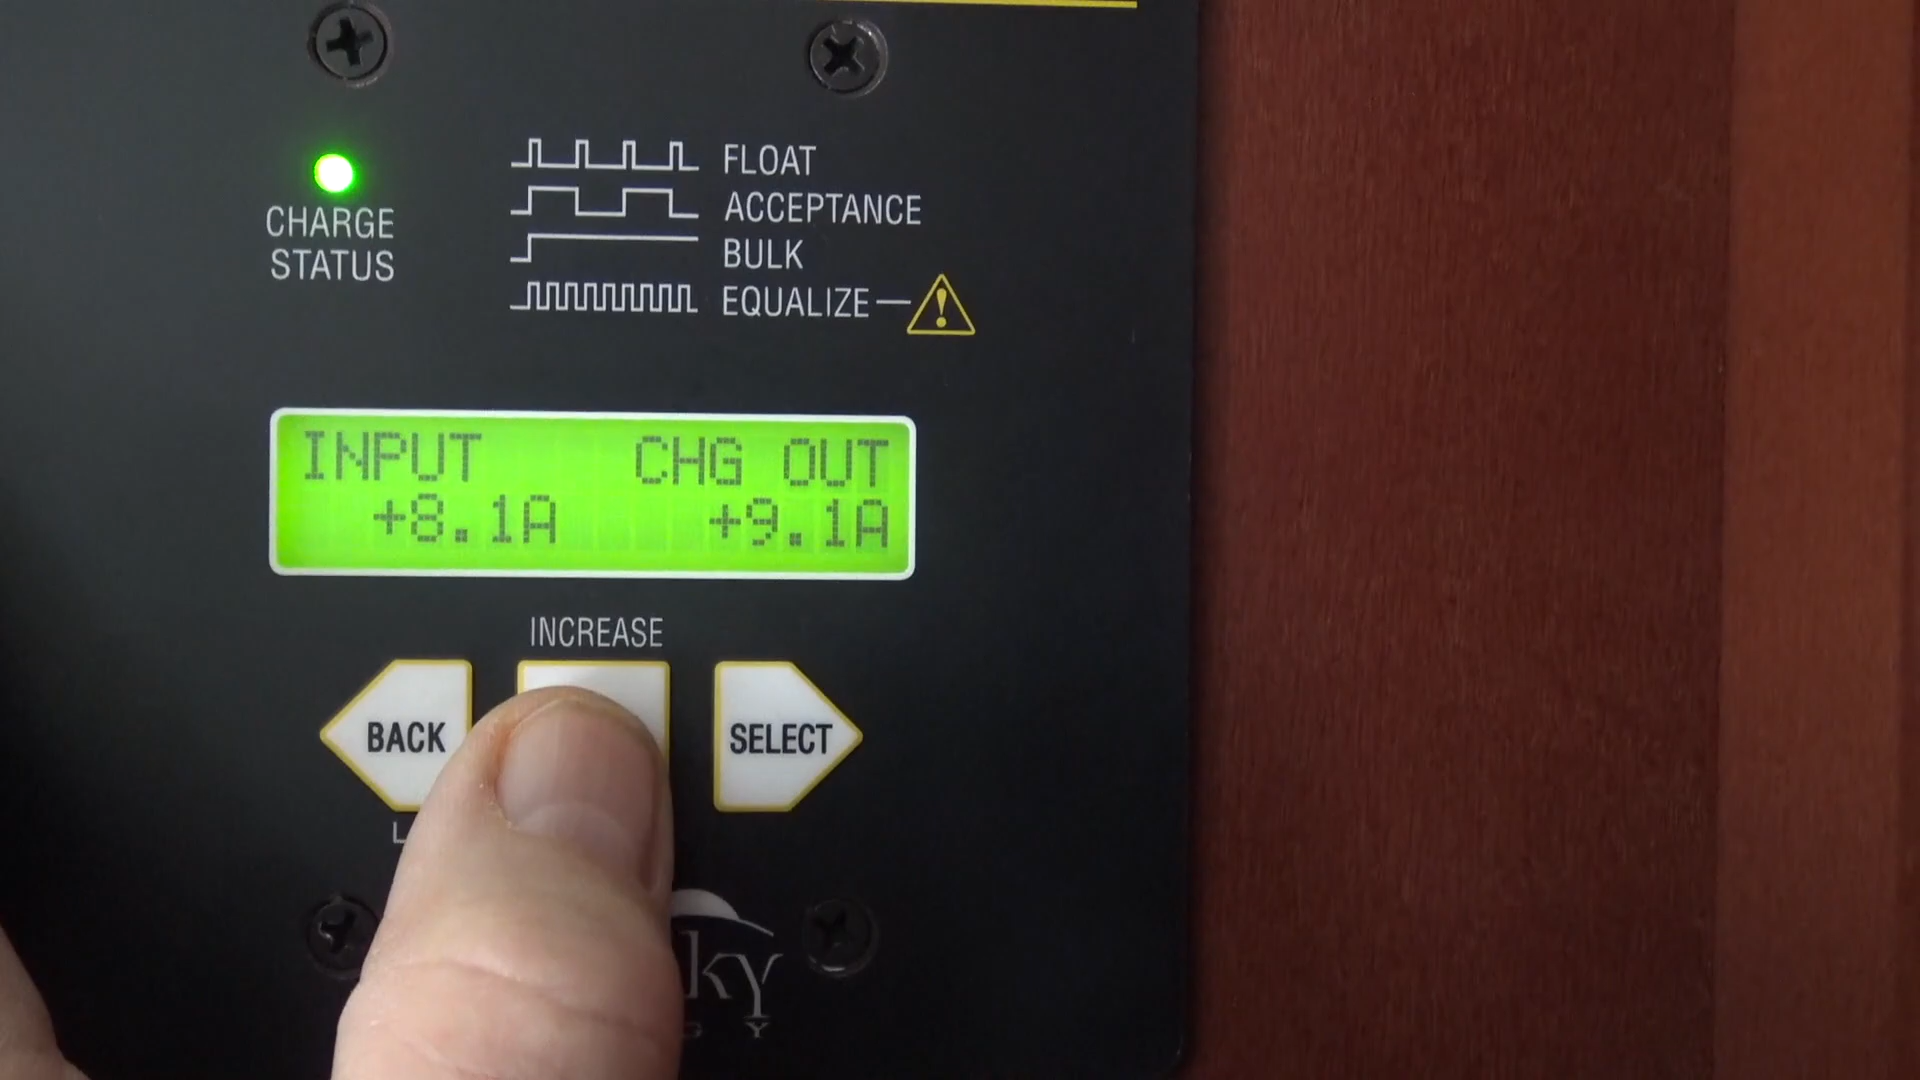 FLOAT
ACCEPTANCE
BULK
EQUALIZE
CHARGE
STATUS
INPUT CHG OUT
+8.1A +9.1A
INCREASE
BACK
SELECT